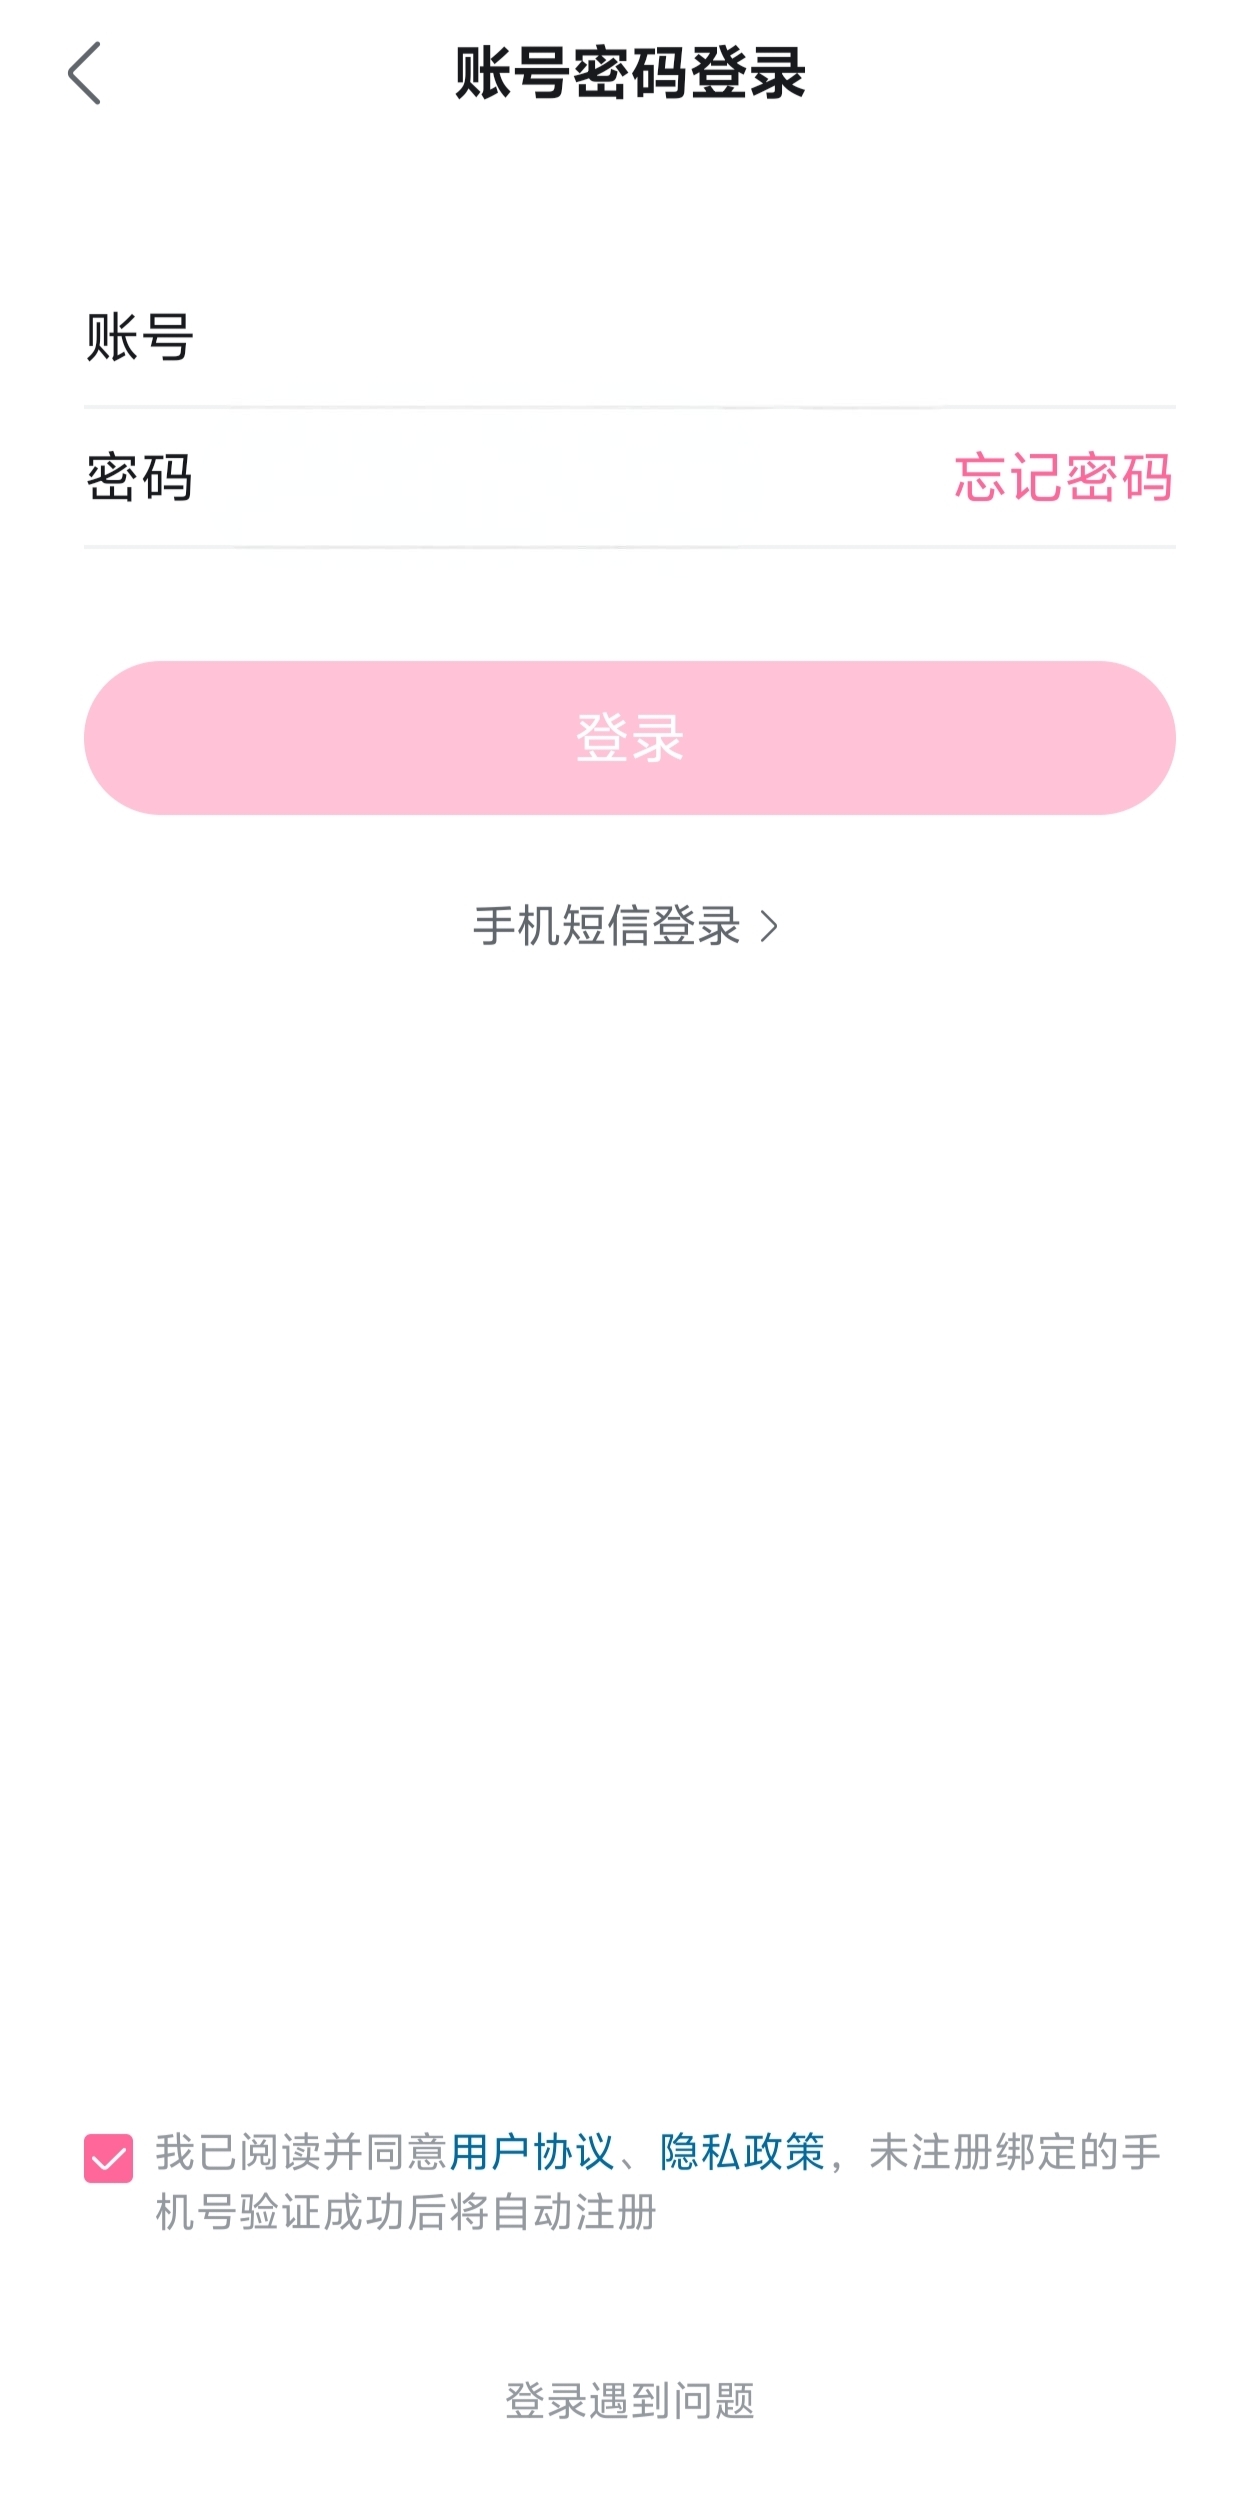 账号密码登录
账号
密码 忘记密码
登录
手机短信登录
我已阅读并同意用户协议、隐私政策，未注册绑定手
机号验证成功后将自动注册
登录遇到问题